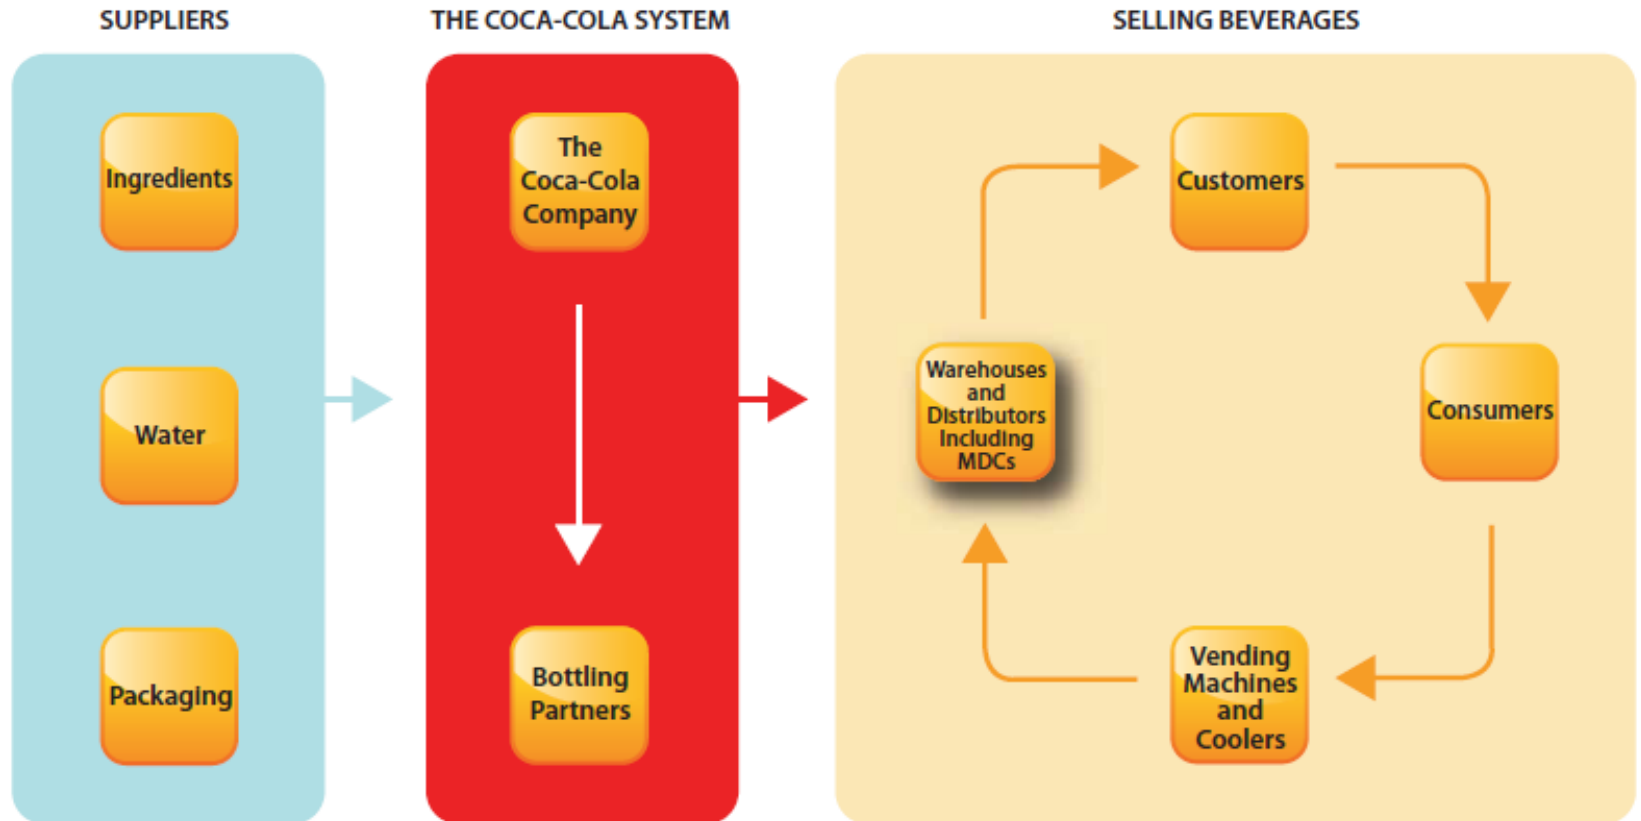 SUPPLIERS
THE COCA-COLA SYSTEM
SELLING BEVERAGES
Ingredients
Water
Packaging
The
Coca-Cola
Company
Bottling
Partners
Customers
Warehouses
and
Distributors
Including
MDCs
Consumers
Vending
Machines
and
Coolers